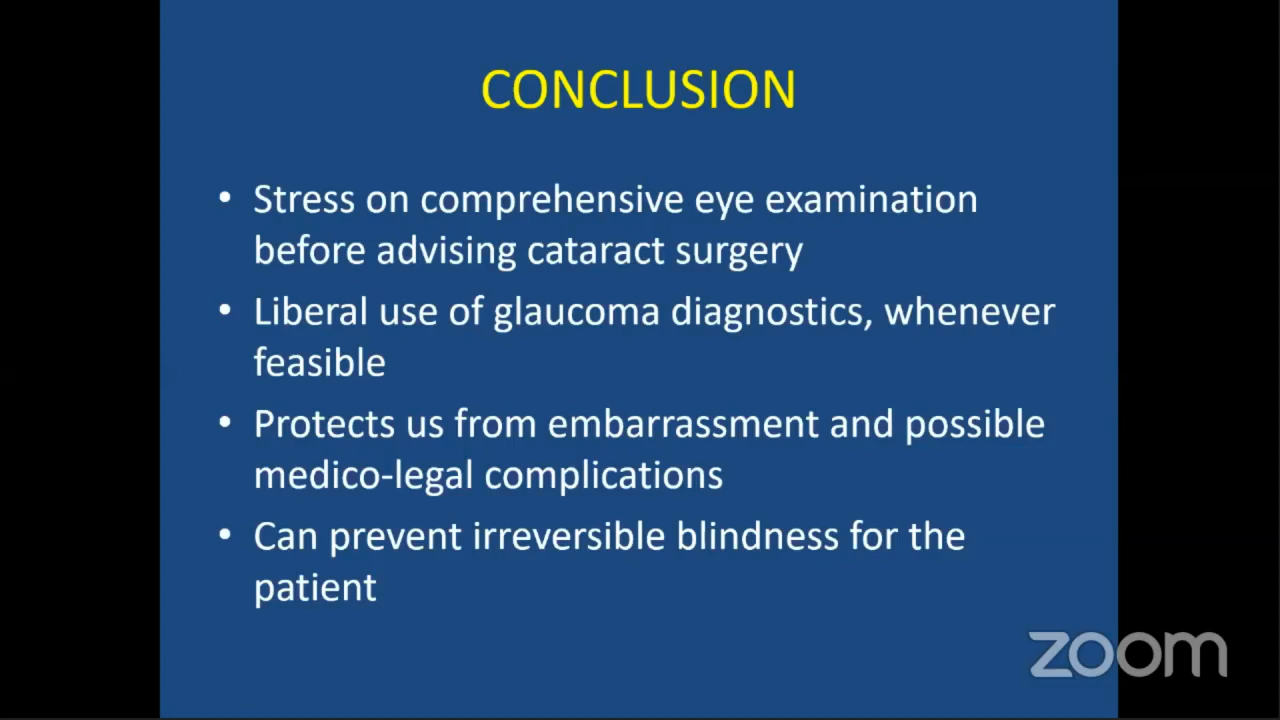 CONCLUSION
• Stress on comprehensive eye examination
before advising cataract surgery
• Liberal use of glaucoma diagnostics, whenever
feasible
• Protects us from embarrassment and possible
medico-legal complications
• Can prevent irreversible blindness for the
patient
zoom